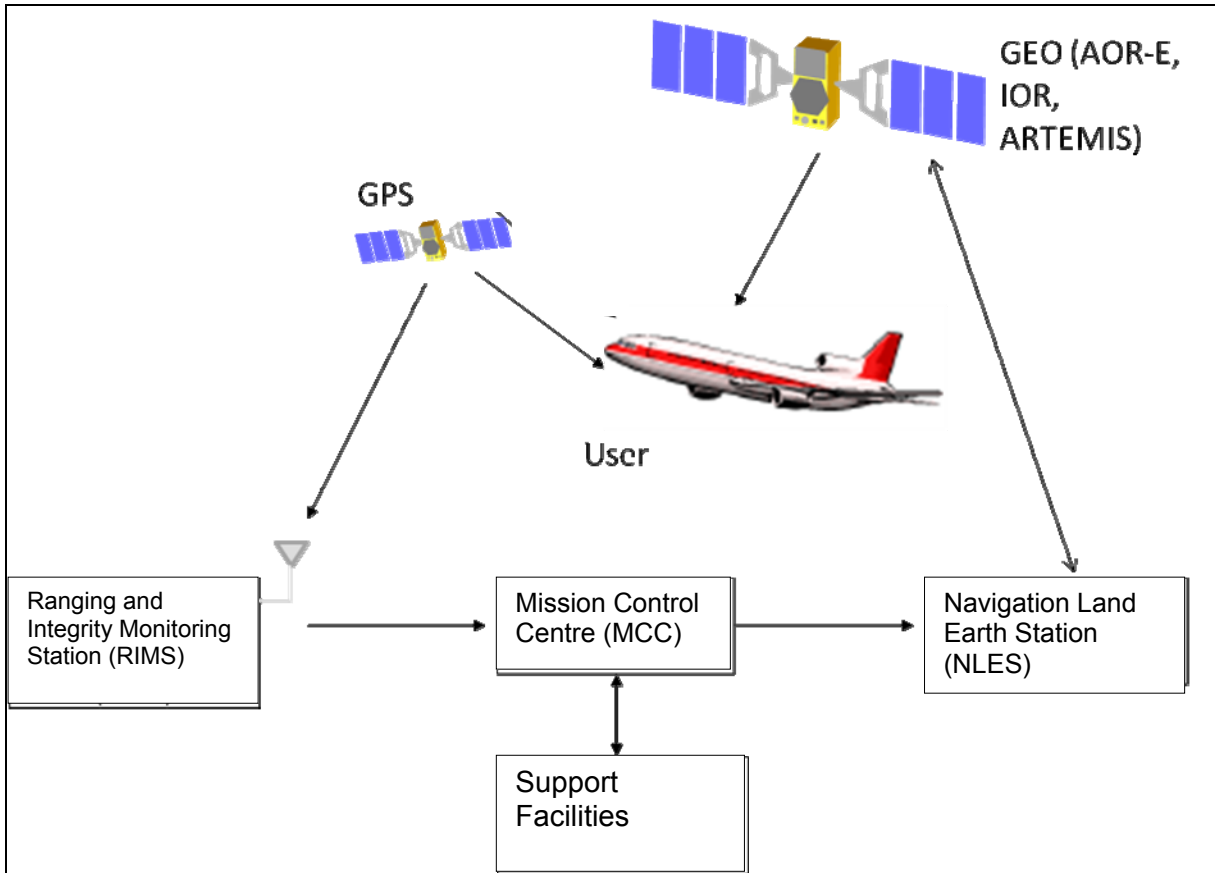 GEO (AOR-E,
IOR,
ARTEMIS)
GPS
User
Ranging and
Integrity Monitoring
Station (RIMS)
Mission Control
Centre (MCC)
Navigation Land
Earth Station
(NLES)
Support
Facilities